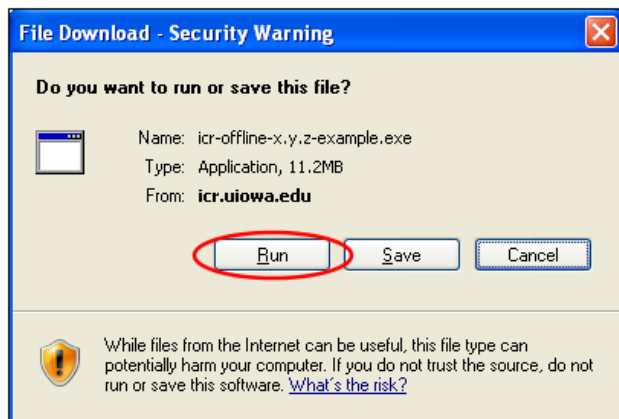 File Download - Security Warning
Do you want to run or save this file?
Name: icr-offline-x.y.z-example.exe
Type: Application, 11.2MB
From: icr.uiowa.edu
Run Save Cancel
While files from the Internet can be useful, this file type can
potentially harm your computer. If you do not trust the source, do not
run or save this software. What's the risk?